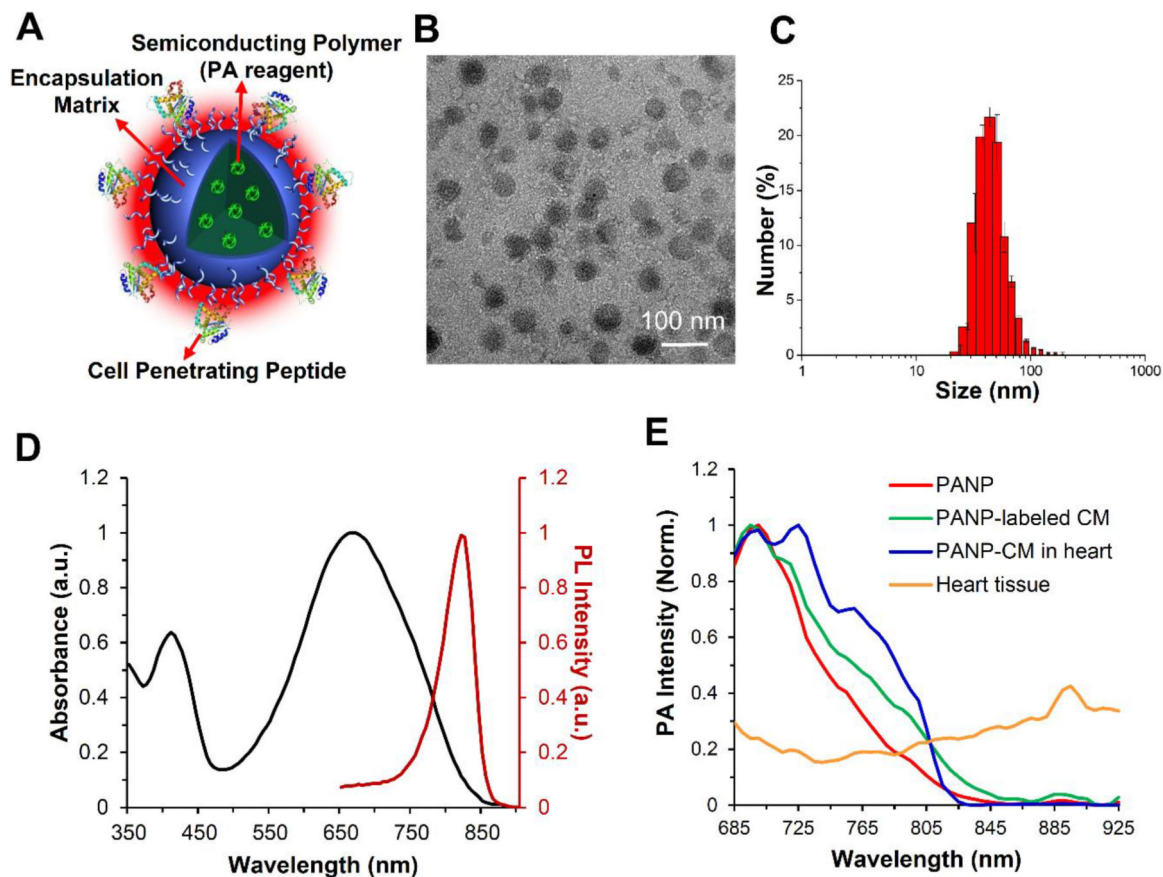 A
Semiconducting Polymer
(PA reagent)
Encapsulation
Matrix
Cell Penetrating Peptide
B
100 nm
C
Number (%)
25
20
15
10
5
0
1
10
100
1000
Size (nm)
D
Absorbance (a.u.)
1.2
1
0.8
0.6
0.4
0.2
0
350
450
550
650
750
850
Wavelength (nm)
1.2
1
0.8
0.6
0.4
0.2
0
PL Intensity (a.u.)
E
PA Intensity (Norm.)
1.2
1
0.8
0.6
0.4
0.2
0
PANP
PANP-labeled CM
PANP-CM in heart
Heart tissue
685
725
765
805
845
885
925
Wavelength (nm)